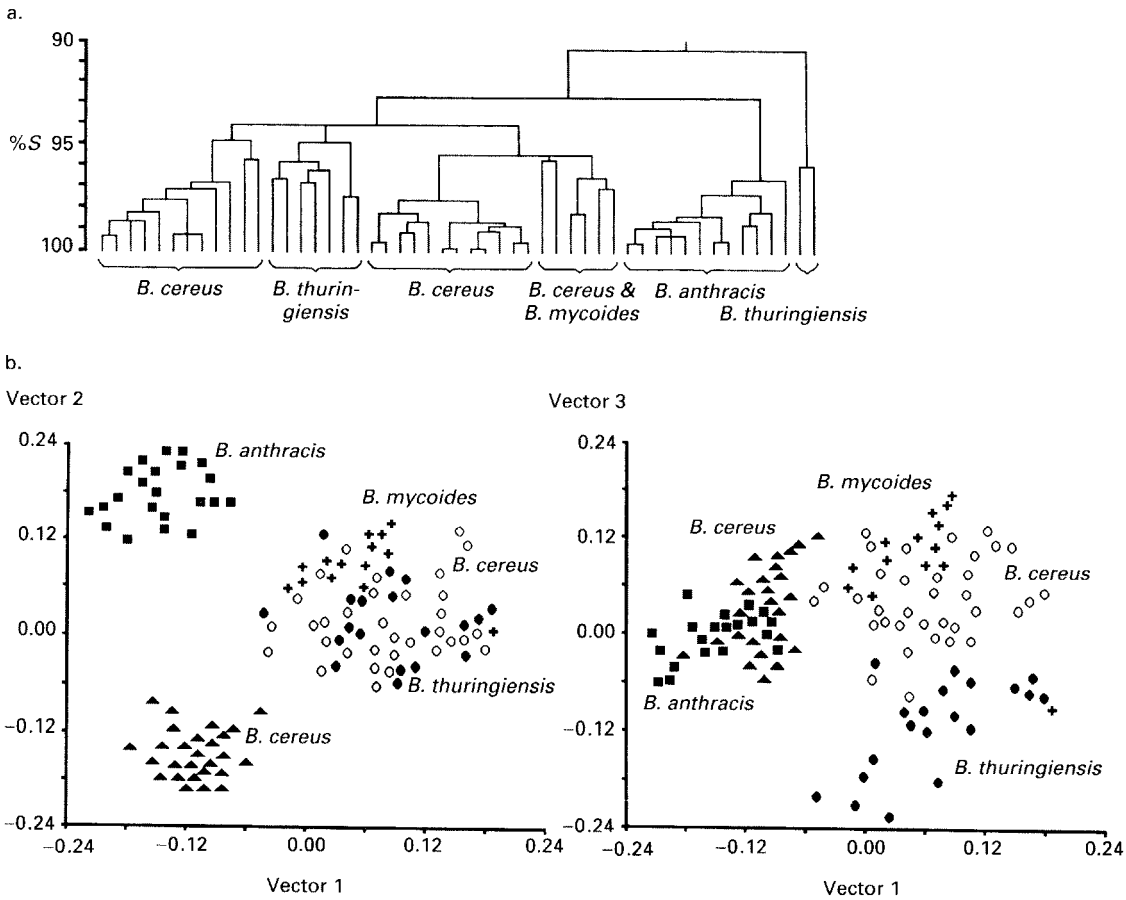 a.
90
%S 95
100
B. cereus
B. thurin-
giensis
B. cereus
B. cereus &
B. mycoides
B. anthracis
B. thuringiensis
b.
Vector 2
0.24
0.12
0.00
−0.12
−0.24
−0.24 −0.12 0.00 0.12 0.24
Vector 1
B. anthracis
B. mycoides
B. cereus
B. thuringiensis
B. cereus
Vector 3
0.24
0.12
0.00
−0.12
−0.24
−0.24 −0.12 0.00 0.12 0.24
Vector 1
B. mycoides
B. cereus
B. cereus
B. anthracis
B. thuringiensis